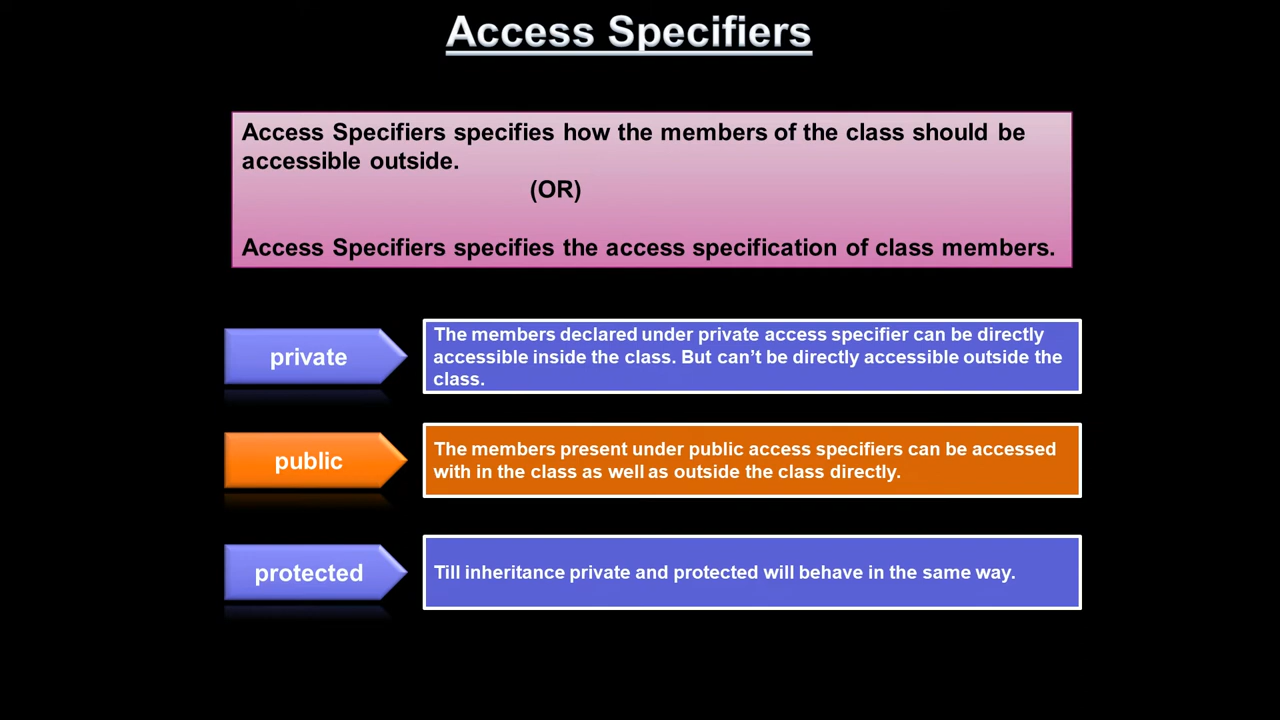 Access Specifiers
Access Specifiers specifies how the members of the class should be
accessible outside.
(OR)
Access Specifiers specifies the access specification of class members.
private
The members declared under private access specifier can be directly
accessible inside the class. But can’t be directly accessible outside the
class.
public
The members present under public access specifiers can be accessed
with in the class as well as outside the class directly.
protected
Till inheritance private and protected will behave in the same way.